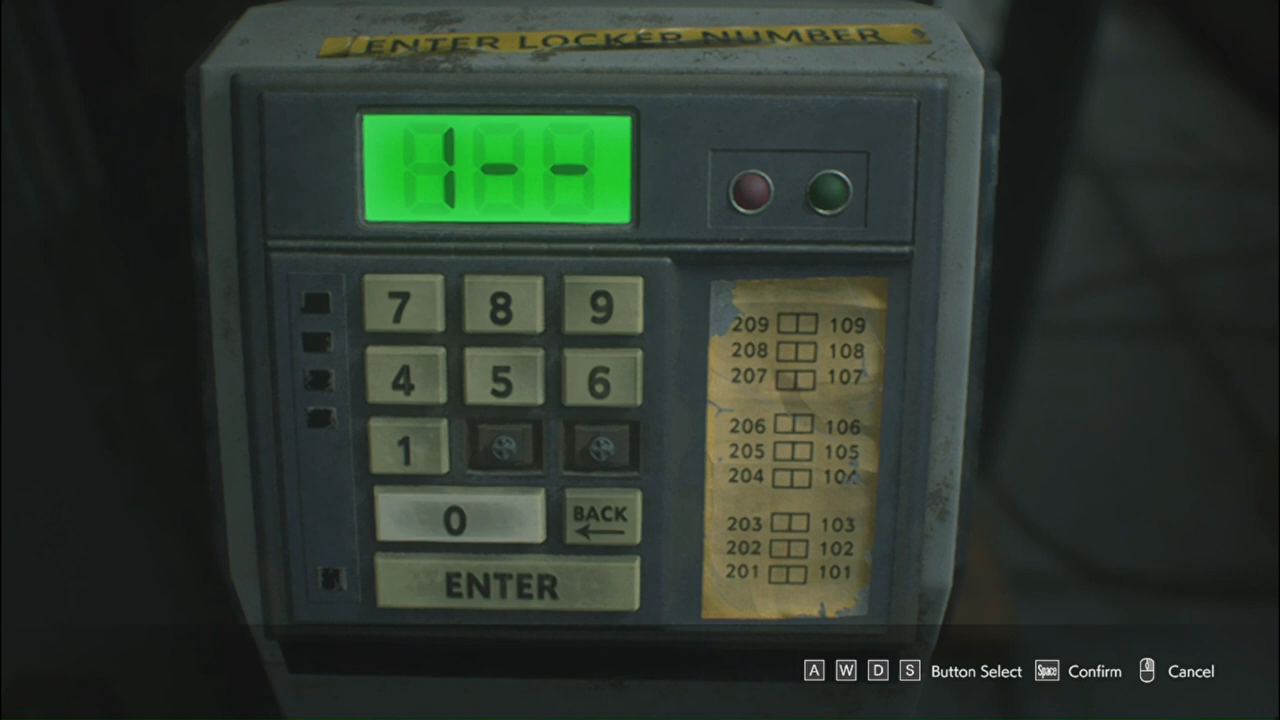 ENTER LOCKER NUMBER
1--
7 8 9
4 5 6
1
0 BACK
ENTER
209 109
208 108
207 107
206 106
205 105
204 104
203 103
202 102
201 101
A W D S Button Select Space Confirm Cancel